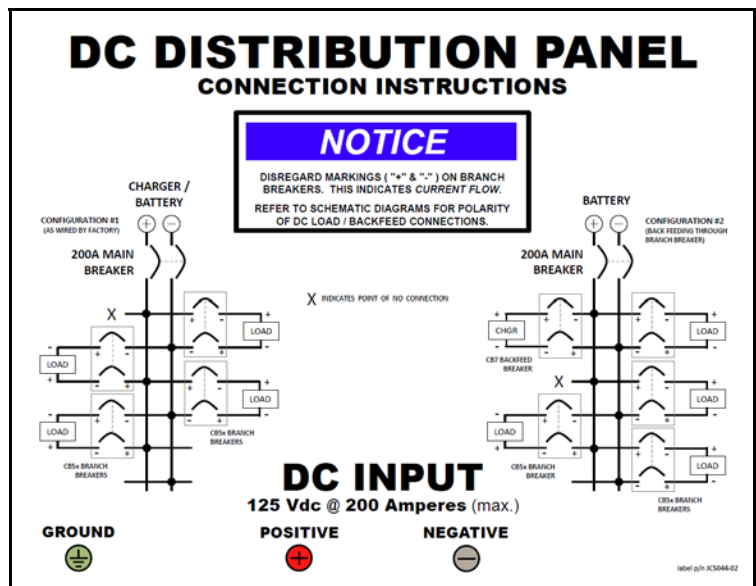 DC DISTRIBUTION PANEL
CONNECTION INSTRUCTIONS
NOTICE
DISREGARD MARKINGS ( "+" & "-" ) ON BRANCH
BREAKERS. THIS INDICATES CURRENT FLOW.
REFER TO SCHEMATIC DIAGRAMS FOR POLARITY
OF DC LOAD / BACKFEED CONNECTIONS.
CHARGER /
BATTERY
CONFIGURATION #1
(AS WIRED BY FACTORY)
+ -
200A MAIN
BREAKER
X
- + - +
LOAD
- + - + -
LOAD
+ - + - +
LOAD
- + - + -
LOAD
+ -
CB5x BRANCH
BREAKERS
CB5x BRANCH
BREAKERS
X INDICATES POINT OF NO CONNECTION
BATTERY
CONFIGURATION #2
(BACK FEEDING THROUGH
BRANCH BREAKER)
+ -
200A MAIN
BREAKER
+ + - - + +
CHGR
LOAD
- - + + - -
CB7 BACKFEED
BREAKER
X
- + +
LOAD
- - + + - -
LOAD
+ + - - + +
LOAD
+ - -
CB5x BRANCH
BREAKER
CB5x BRANCH
BREAKERS
DC INPUT
125 Vdc @ 200 Amperes (max.)
GROUND
POSITIVE
NEGATIVE
+
-
label p/n JC5044-02